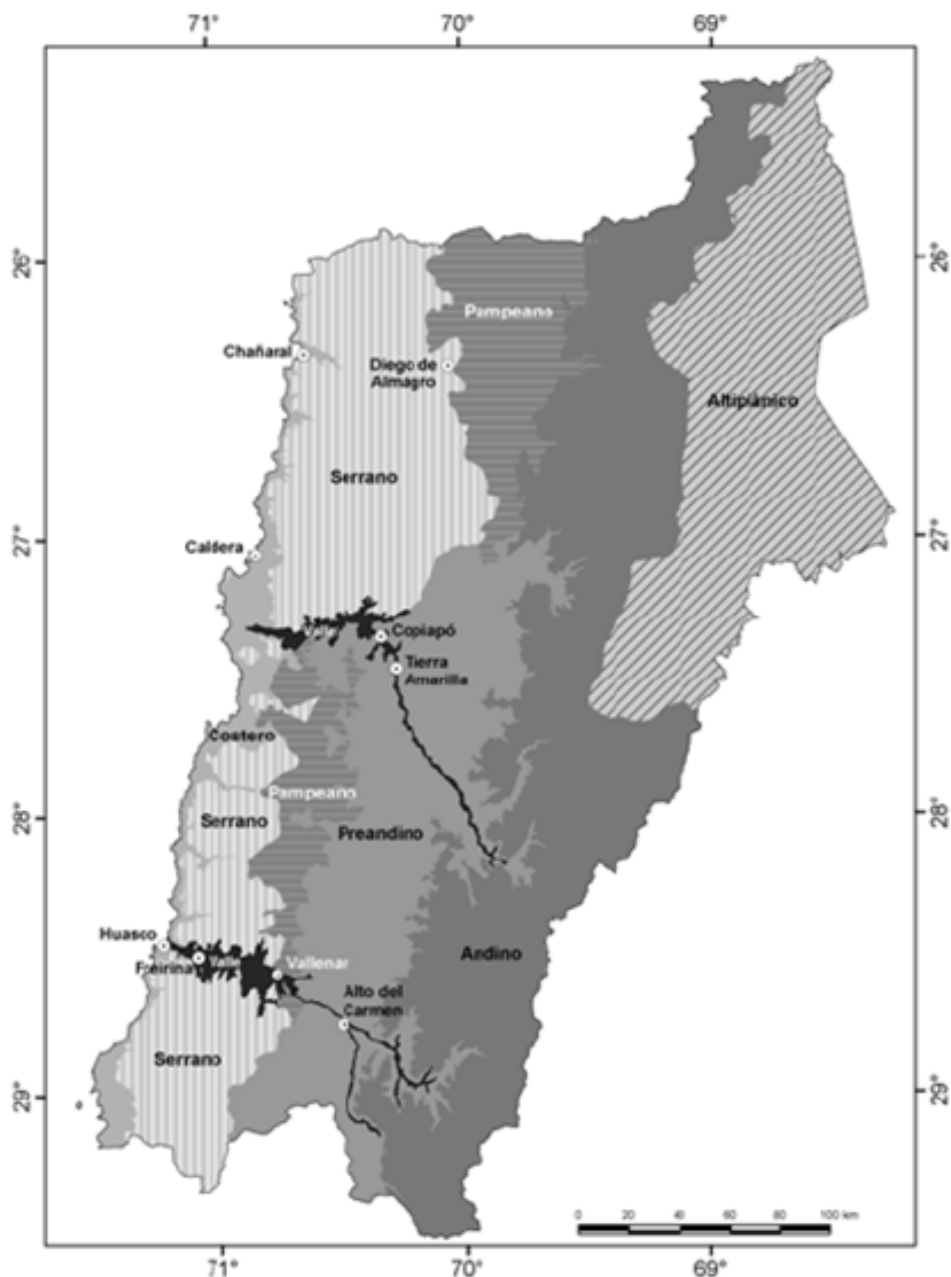 71°
70°
69°
26°
26°
Pampeano
Chañaral
Diego de
Almagro
Altiplánico
Serrano
27°
27°
Caldera
Valle
Copiapó
Tierra
Amarilla
Costero
Pampeano
28°
28°
Serrano
Preandino
Huasco
Freirina
Valle
Vallenar
Andino
Alto del
Carmen
Serrano
29°
29°
0 20 40 60 80 100 km
71°
70°
69°